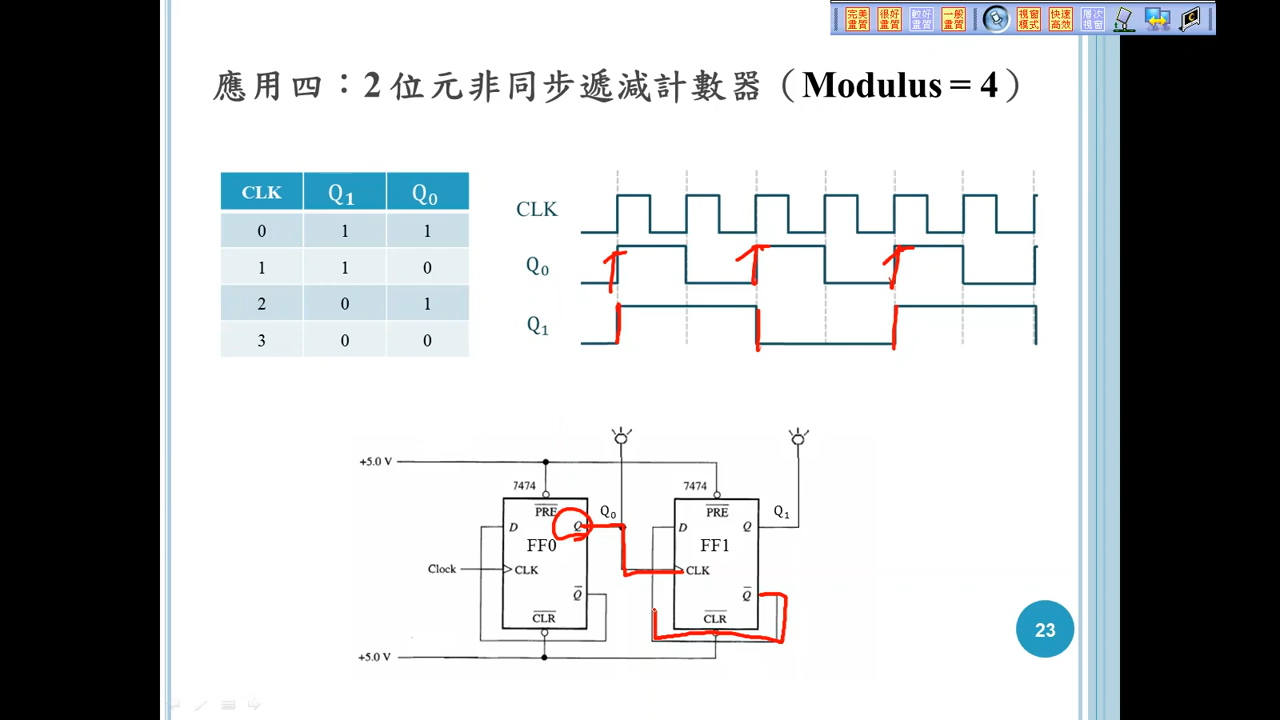 完美畫質 很好畫質 較好畫質 一般畫質 視窗模式 快速高效 層次視窗
應用四：2 位元非同步遞減計數器（Modulus = 4）
CLK Q₁ Q₀
0 1 1
1 1 0
2 0 1
3 0 0
CLK
Q₀
Q₁
+5.0 V
7474 7474
PRE PRE
D Q Q₀ D Q Q₁
FF0 FF1
Clock CLK CLK
Q̅ Q̅
CLR CLR
+5.0 V
23